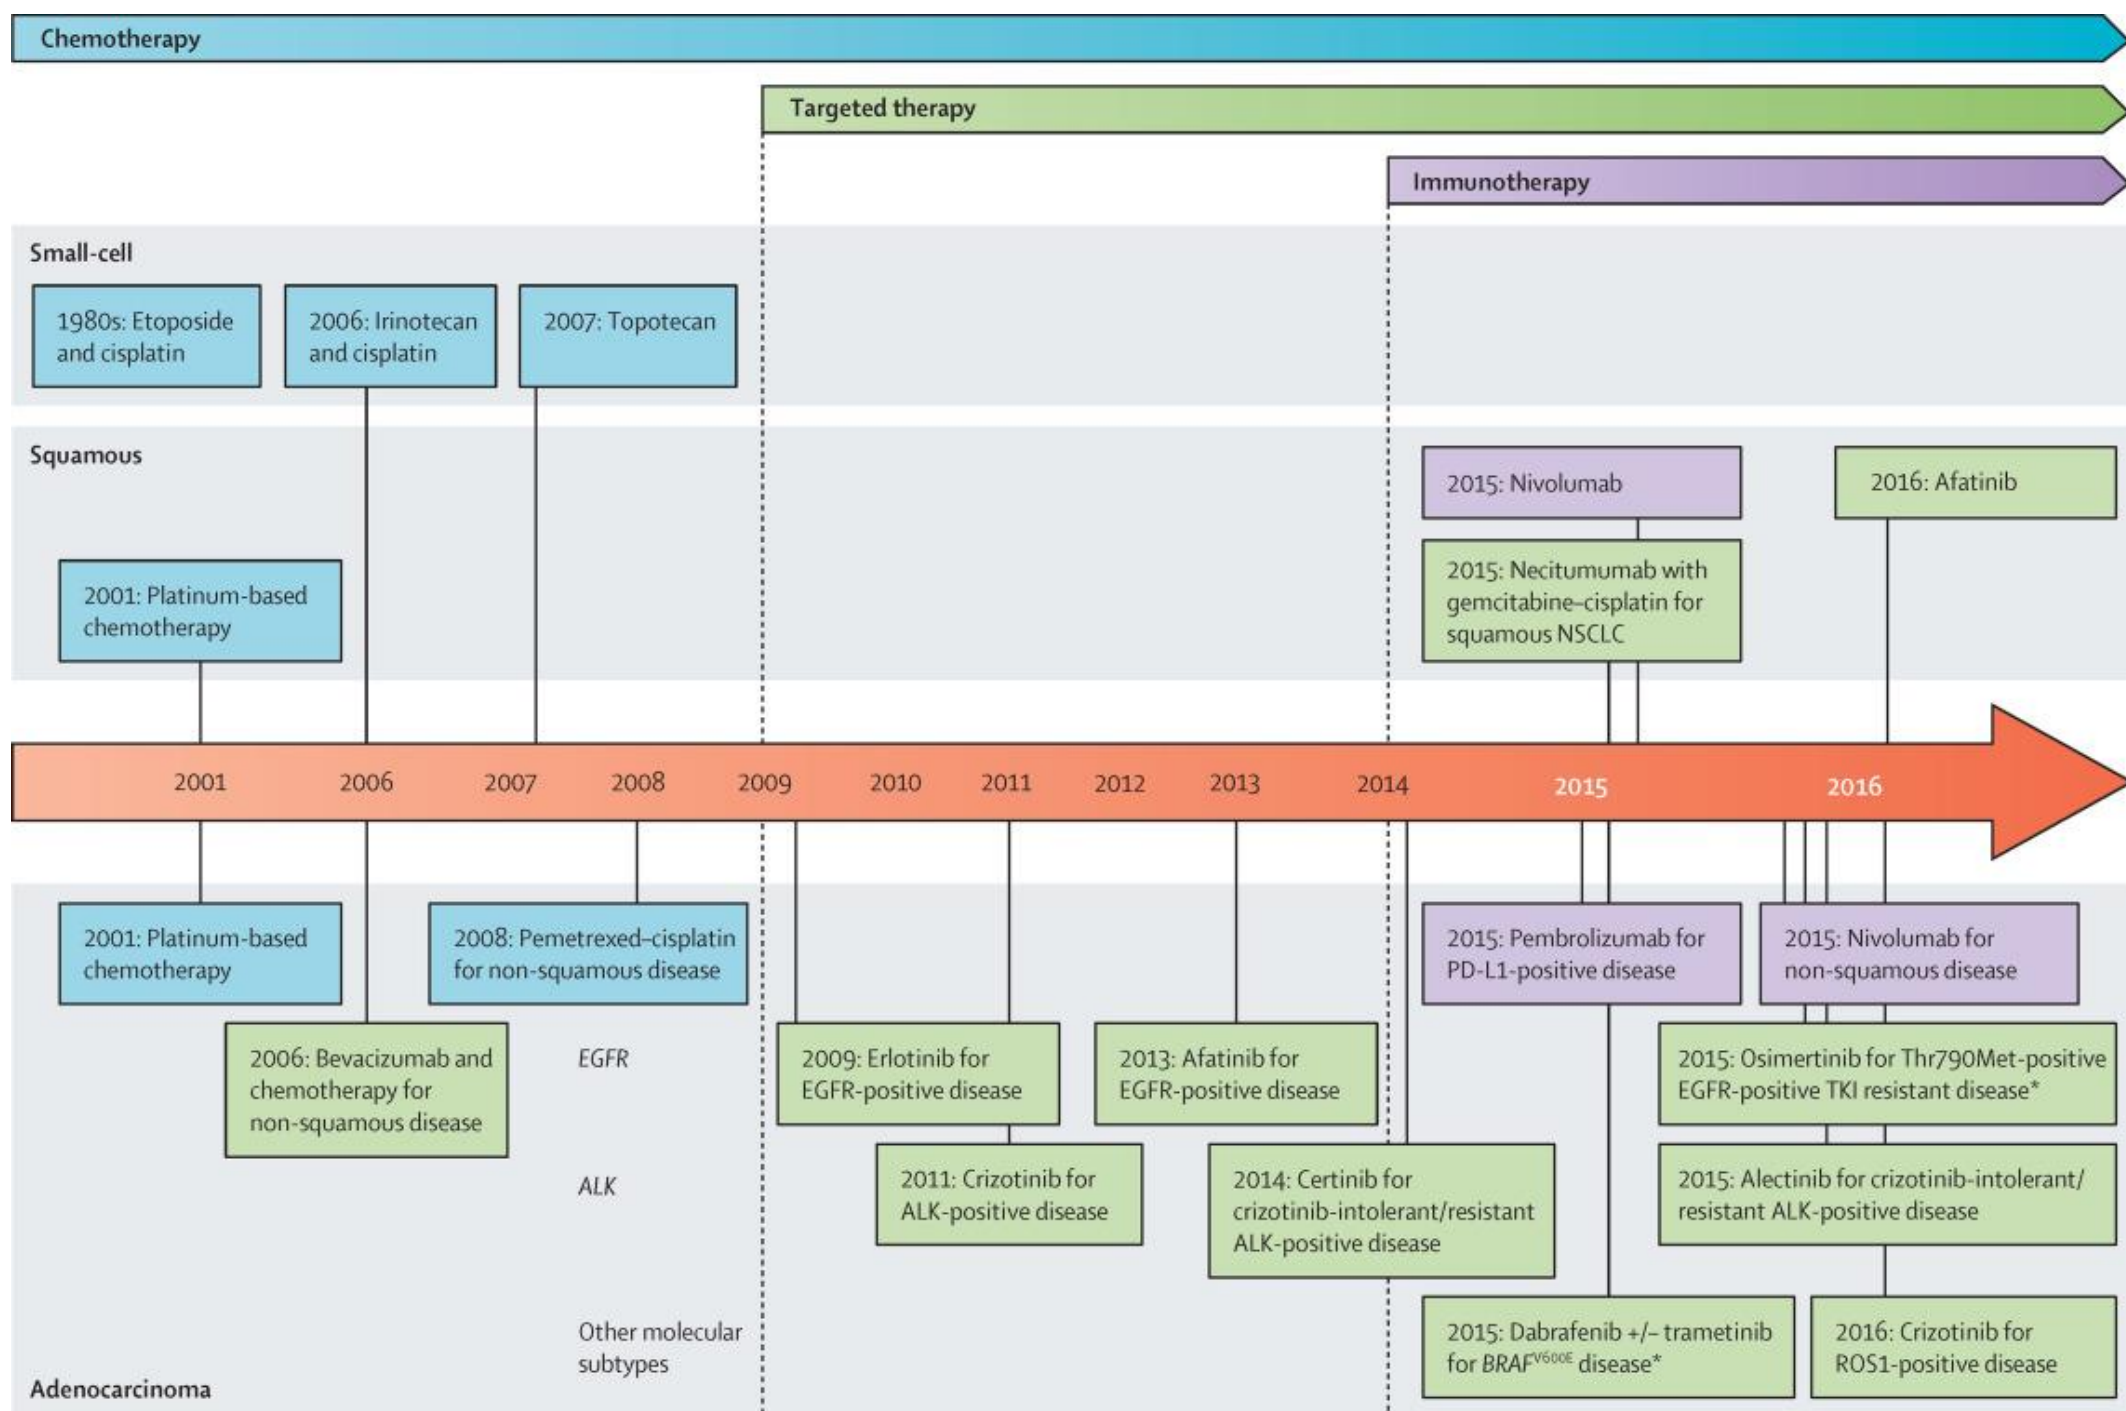 Chemotherapy
Targeted therapy
Immunotherapy
Small-cell
1980s: Etoposide
and cisplatin
2006: Irinotecan
and cisplatin
2007: Topotecan
Squamous
2015: Nivolumab
2016: Afatinib
2015: Necitumumab with
gemcitabine–cisplatin for
squamous NSCLC
2001: Platinum-based
chemotherapy
2001
2006
2007
2008
2009
2010
2011
2012
2013
2014
2015
2016
2001: Platinum-based
chemotherapy
2008: Pemetrexed–cisplatin
for non-squamous disease
2015: Pembrolizumab for
PD-L1-positive disease
2015: Nivolumab for
non-squamous disease
2006: Bevacizumab and
chemotherapy for
non-squamous disease
EGFR
2009: Erlotinib for
EGFR-positive disease
2013: Afatinib for
EGFR-positive disease
2015: Osimertinib for Thr790Met-positive
EGFR-positive TKI resistant disease*
ALK
2011: Crizotinib for
ALK-positive disease
2014: Certinib for
crizotinib-intolerant/resistant
ALK-positive disease
2015: Alectinib for crizotinib-intolerant/
resistant ALK-positive disease
Other molecular
subtypes
2015: Dabrafenib +/– trametinib
for BRAFV600E disease*
2016: Crizotinib for
ROS1-positive disease
Adenocarcinoma